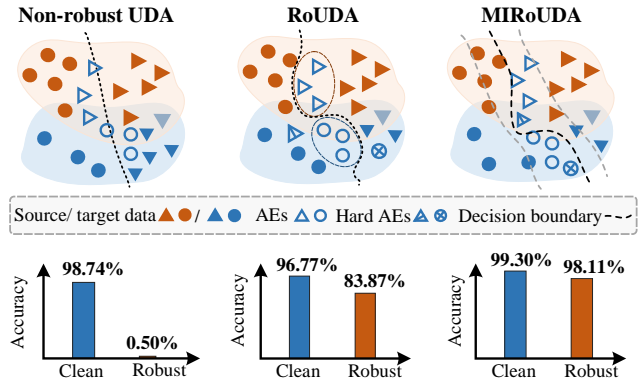 Non-robust UDA
RoUDA
MIRoUDA
Source/ target data / AEs Hard AEs Decision boundary
Accuracy
98.74%
0.50%
Clean
Robust
Accuracy
96.77%
83.87%
Clean
Robust
Accuracy
99.30%
98.11%
Clean
Robust